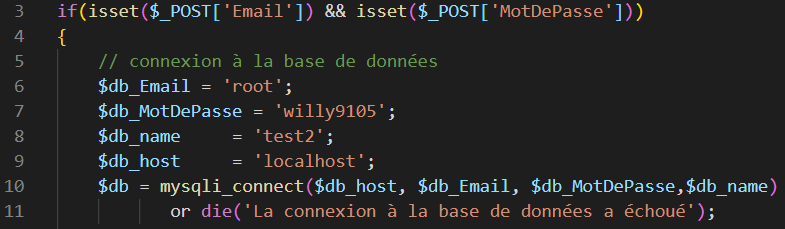 3 if(isset($_POST['Email']) && isset($_POST['MotDePasse']))
4 {
5 // connexion à la base de données
6 $db_Email = 'root';
7 $db_MotDePasse = 'willy9105';
8 $db_name     = 'test2';
9 $db_host     = 'localhost';
10 $db = mysqli_connect($db_host, $db_Email, $db_MotDePasse,$db_name)
11 or die('La connexion à la base de données a échoué');